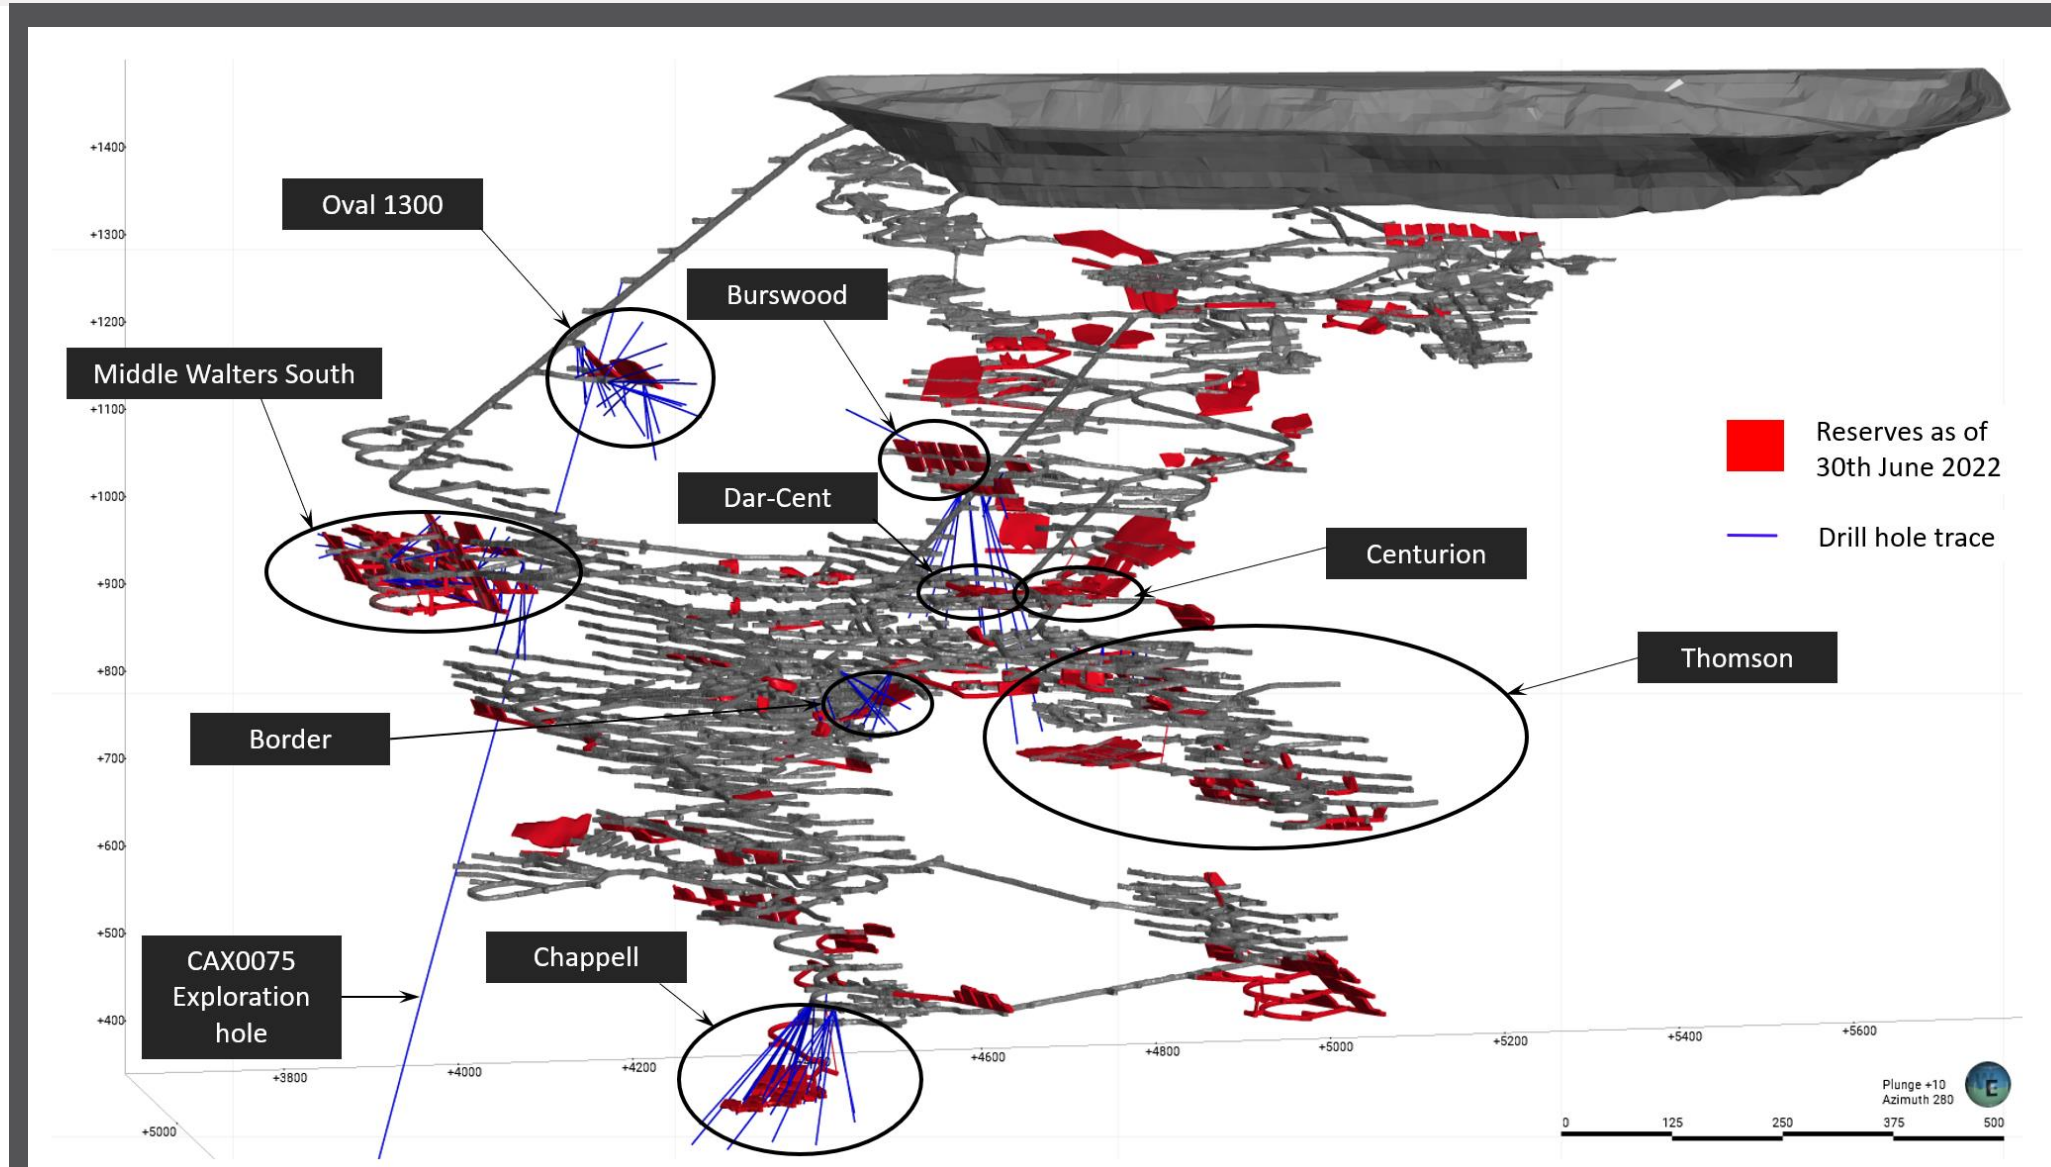 +1400
Oval 1300
+1300
Burswood
+1200
Middle Walters South
+1100
Reserves as of
30th June 2022
+1000
Dar-Cent
Drill hole trace
Centurion
+900
+800
Thomson
Border
+700
+600
+500
CAX0075
Exploration
hole
Chappell
+400
+3800
+4000
+4200
+4600
+4800
+5000
+5200
+5400
+5600
Plunge +10
Azimuth 280
E
0 125 250 375 500
+5000